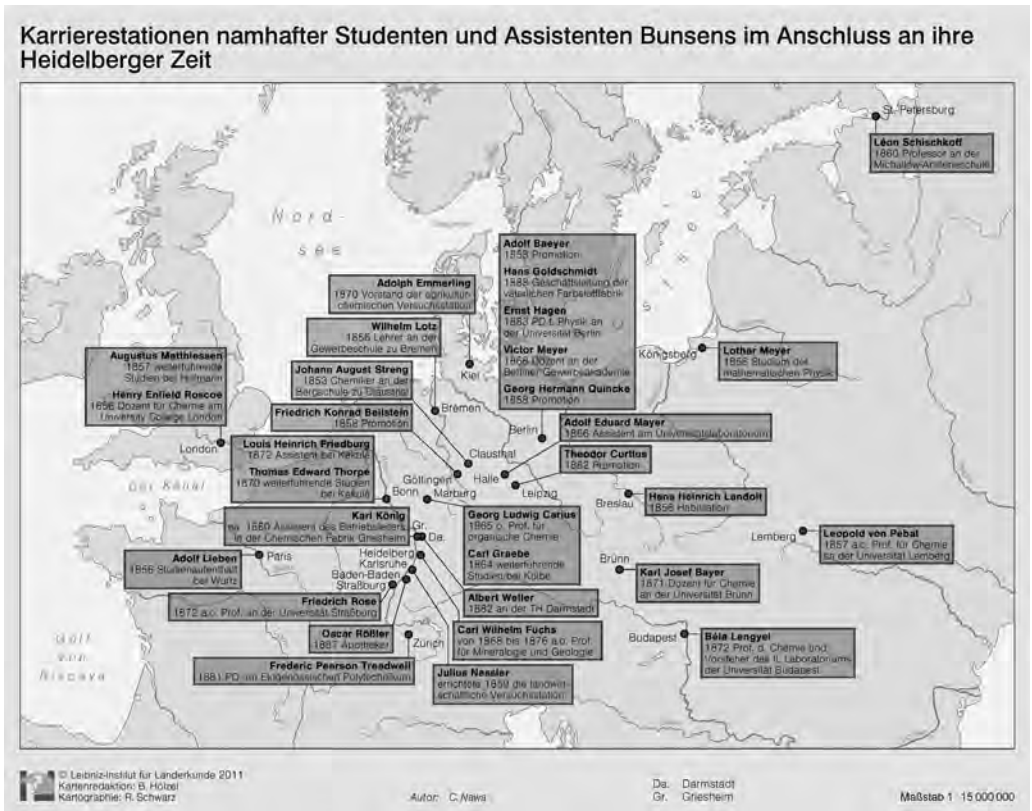 Karrierestationen namhafter Studenten und Assistenten Bunsens im Anschluss an ihre
Heidelberger Zeit
St. Petersburg
Léon Schischkoff
1860 Professor an der
Nord-
see
Adolf Baeyer
1858 Promotion
Hans Goldschmidt
1888 Geschäftsleitung der
väterlichen Farbstofffabrik
Ernst Hagen
1883 PD f. Physik an
der Universität Berlin
Victor Meyer
1866 Dozent an der
Berliner Gewerbeakademie
Georg Hermann Quincke
1858 Promotion
Adolph Emmerling
1870 Vorstand der agrikultur-
chemischen Versuchsstation
Wilhelm Lotz
1856 Lehrer an der
Gewerbeschule zu Bremen
Johann August Streng
1853 Chemiker an der
Bergschule zu Clausthal
Friedrich Konrad Beilstein
1858 Promotion
Kiel
Bremen
Berlin
Königsberg
Lothar Meyer
1856 Studium der
mathematischen Physik
Augustus Matthiessen
1857 weiterführende
Studien bei Hofmann
Henry Enfield Roscoe
1856 Dozent für Chemie am
University College London
London
Der Kanal
Louis Heinrich Friedburg
1872 Assistent bei Kekulé
Thomas Edward Thorpe
1870 weiterführende Studien
bei Kekulé
Adolf Eduard Mayer
1866 Assistent am Universitätslaboratorium
Theodor Curtius
1882 Promotion
Clausthal
Göttingen
Halle
Leipzig
Bonn
Marburg
Breslau
Hans Heinrich Landolt
1856 Habilitation
Karl König
1880 Assistent des Betriebsleiters
in der Chemischen Fabrik Griesheim
Gr.
Da.
Georg Ludwig Carius
1865 o. Prof. für
organische Chemie
Carl Graebe
1864 weiterführende
Studien bei Kolbe
Albert Weller
1882 an der TH Darmstadt
Lemberg
Leopold von Pebal
1857 a.o. Prof. für Chemie
an der Universität Lemberg
Adolf Lieben
1856 Studienaufenthalt
bei Wurtz
Paris
Heidelberg
Karlsruhe
Baden-Baden
Straßburg
Brünn
Karl Josef Bayer
1871 Dozent für Chemie
an der Universität Brünn
Friedrich Rose
1872 a.o. Prof. an der Universität Straßburg
Oscar Rößler
1887 Apotheker
Zürich
Carl Wilhelm Fuchs
von 1868 bis 1876 a.o. Prof.
für Mineralogie und Geologie
Budapest
Béla Lengyel
1872 Prof. d. Chemie und
Vorsteher des II. Laboratoriums
der Universität Budapest
Golf
von
Biscaya
Frederic Pearson Treadwell
1881 PD am Eidgenössischen Polytechnikum
Julius Nessler
errichtete 1859 die landwirt-
schaftliche Versuchsstation
© Leibniz-Institut für Länderkunde 2011
Kartenredaktion: B. Hölzel
Kartographie: R. Schwarz
Autor: C. Nawa
Da. Darmstadt
Gr. Griesheim
Maßstab 1 : 15 000 000